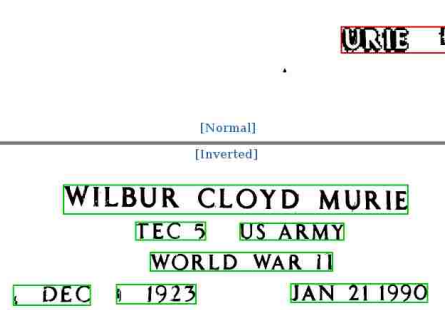 URIE
[Normal]
[Inverted]
WILBUR CLOYD MURIE
TEC 5 US ARMY
WORLD WAR II
DEC 1923 JAN 21 1990